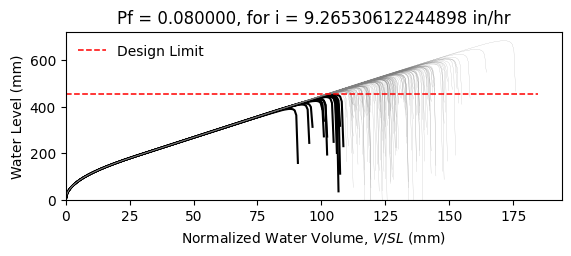 Pf = 0.080000, for i = 9.26530612244898 in/hr
Design Limit
Water Level (mm)
600
400
200
0
0 25 50 75 100 125 150 175
Normalized Water Volume, V/SL (mm)